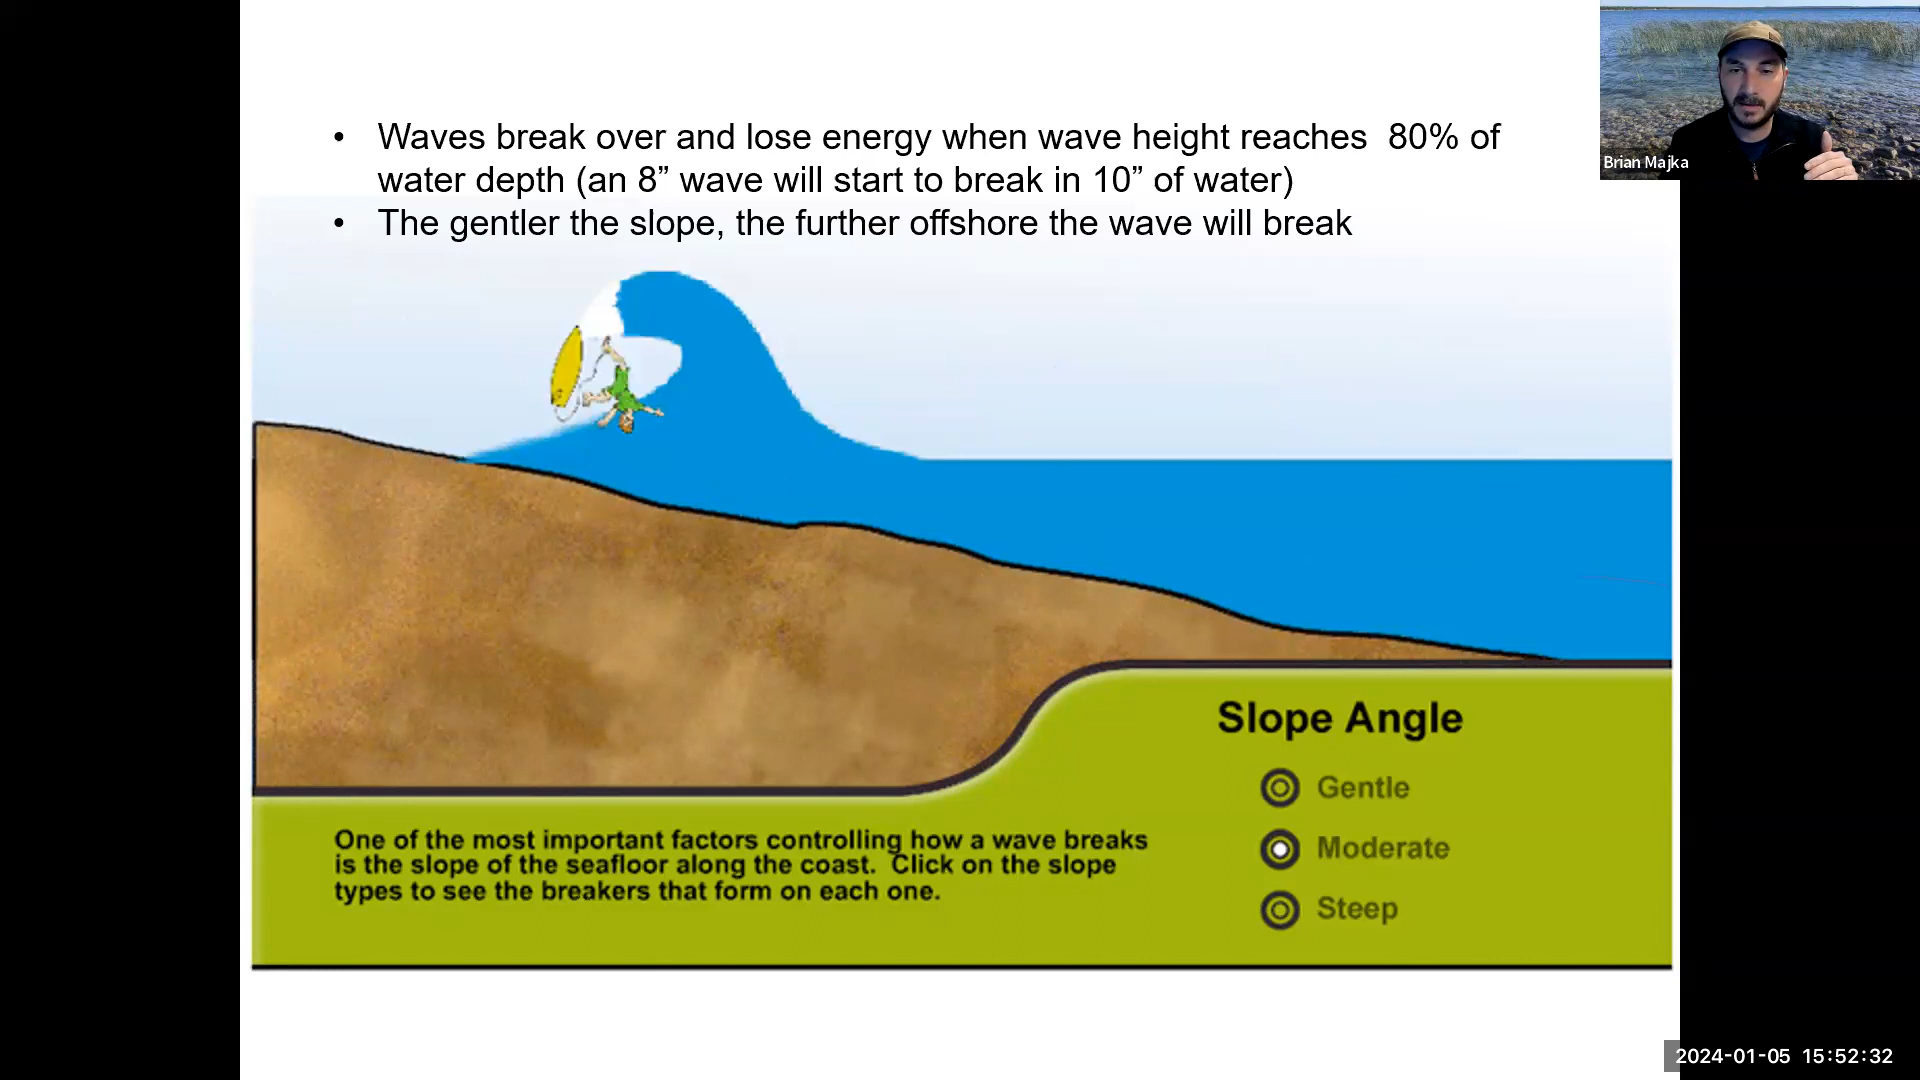 • Waves break over and lose energy when wave height reaches  80% of
water depth (an 8” wave will start to break in 10” of water)
• The gentler the slope, the further offshore the wave will break
Brian Majka
Slope Angle
Gentle
Moderate
Steep
One of the most important factors controlling how a wave breaks
is the slope of the seafloor along the coast.  Click on the slope
types to see the breakers that form on each one.
2024-01-05  15:52:32